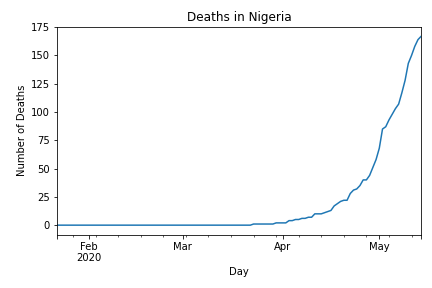 Deaths in Nigeria
Number of Deaths
175
150
125
100
75
50
25
0
Feb
2020
Mar
Apr
May
Day